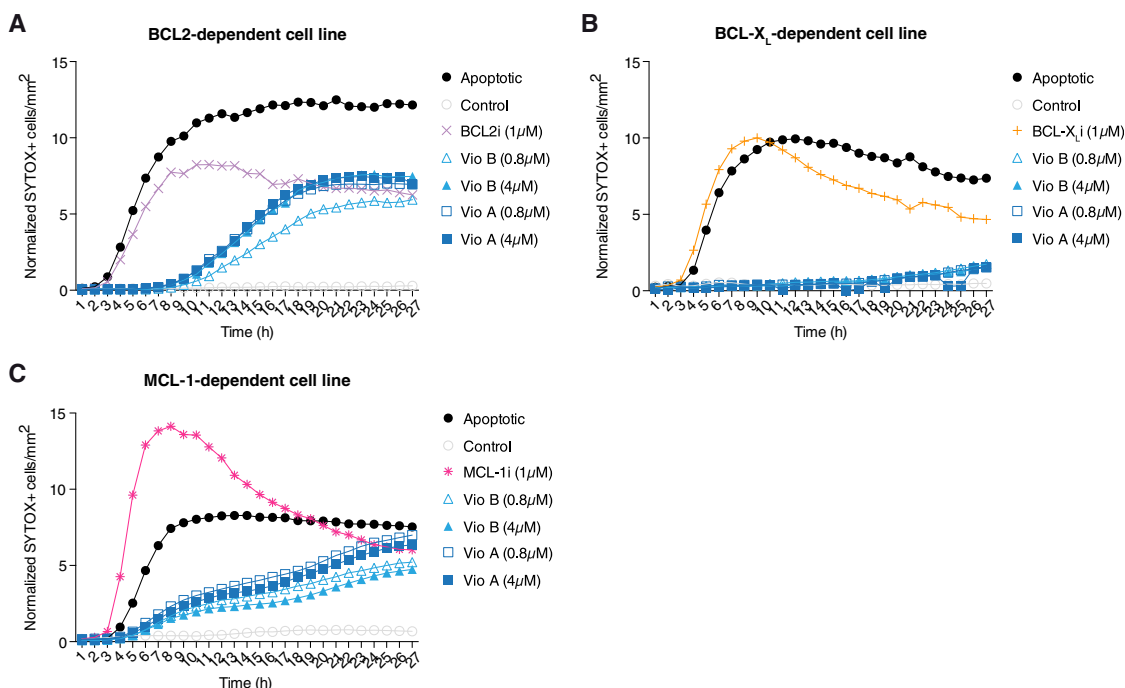 A
BCL2-dependent cell line
15
10
5
0
Normalized SYTOX+ cells/mm²
1 2 3 4 5 6 7 8 9 10 11 12 13 14 15 16 17 18 19 20 21 22 23 24 25 26 27
Time (h)
Apoptotic
Control
BCL2i (1µM)
Vio B (0.8µM)
Vio B (4µM)
Vio A (0.8µM)
Vio A (4µM)
B
BCL-X_L-dependent cell line
15
10
5
0
Normalized SYTOX+ cells/mm²
1 2 3 4 5 6 7 8 9 10 11 12 13 14 15 16 17 18 19 20 21 22 23 24 25 26 27
Time (h)
Apoptotic
Control
BCL-X_Li (1µM)
Vio B (0.8µM)
Vio B (4µM)
Vio A (0.8µM)
Vio A (4µM)
C
MCL-1-dependent cell line
15
10
5
0
Normalized SYTOX+ cells/mm²
1 2 3 4 5 6 7 8 9 10 11 12 13 14 15 16 17 18 19 20 21 22 23 24 25 26 27
Time (h)
Apoptotic
Control
MCL-1i (1µM)
Vio B (0.8µM)
Vio B (4µM)
Vio A (0.8µM)
Vio A (4µM)